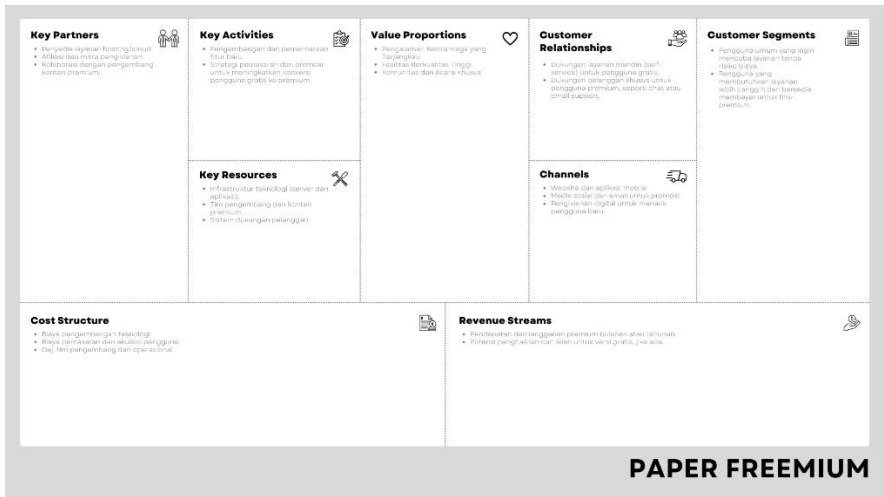 Key Partners
Penyedia layanan hosting/cloud.
Afiliasi dan mitra pengiklanan.
Kolaborasi dengan pengembang
konten premium.
Key Activities
Pengembangan dan pemeliharaan
fitur baru.
Strategi pemasaran dan promosi
untuk meningkatkan konversi
pengguna gratis ke premium.
Key Resources
Infrastruktur teknologi (server dan
aplikasi).
Tim pengembang dan konten
premium.
Sistem dukungan pelanggan.
Value Proportions
Pengalaman Berolahraga yang
Terjangkau
Fasilitas Berkualitas Tinggi
Komunitas dan Acara Khusus
Customer
Relationships
Dukungan layanan mandiri (self-
service) untuk pengguna gratis.
Dukungan pelanggan khusus untuk
pengguna premium, seperti chat atau
email support.
Channels
Website dan aplikasi mobile.
Media sosial dan email untuk promosi.
Pengiklanan digital untuk menarik
pengguna baru.
Customer Segments
Pengguna umum yang ingin
mencoba layanan tanpa
risiko biaya.
Pengguna yang
membutuhkan layanan
lebih canggih dan bersedia
membayar untuk fitur
premium.
Cost Structure
Biaya pengembangan teknologi.
Biaya pemasaran dan akuisisi pengguna.
Gaji tim pengembang dan operasional.
Revenue Streams
Pendapatan dari langganan premium bulanan atau tahunan.
Potensi penghasilan dari iklan untuk versi gratis, jika ada.
PAPER FREEMIUM